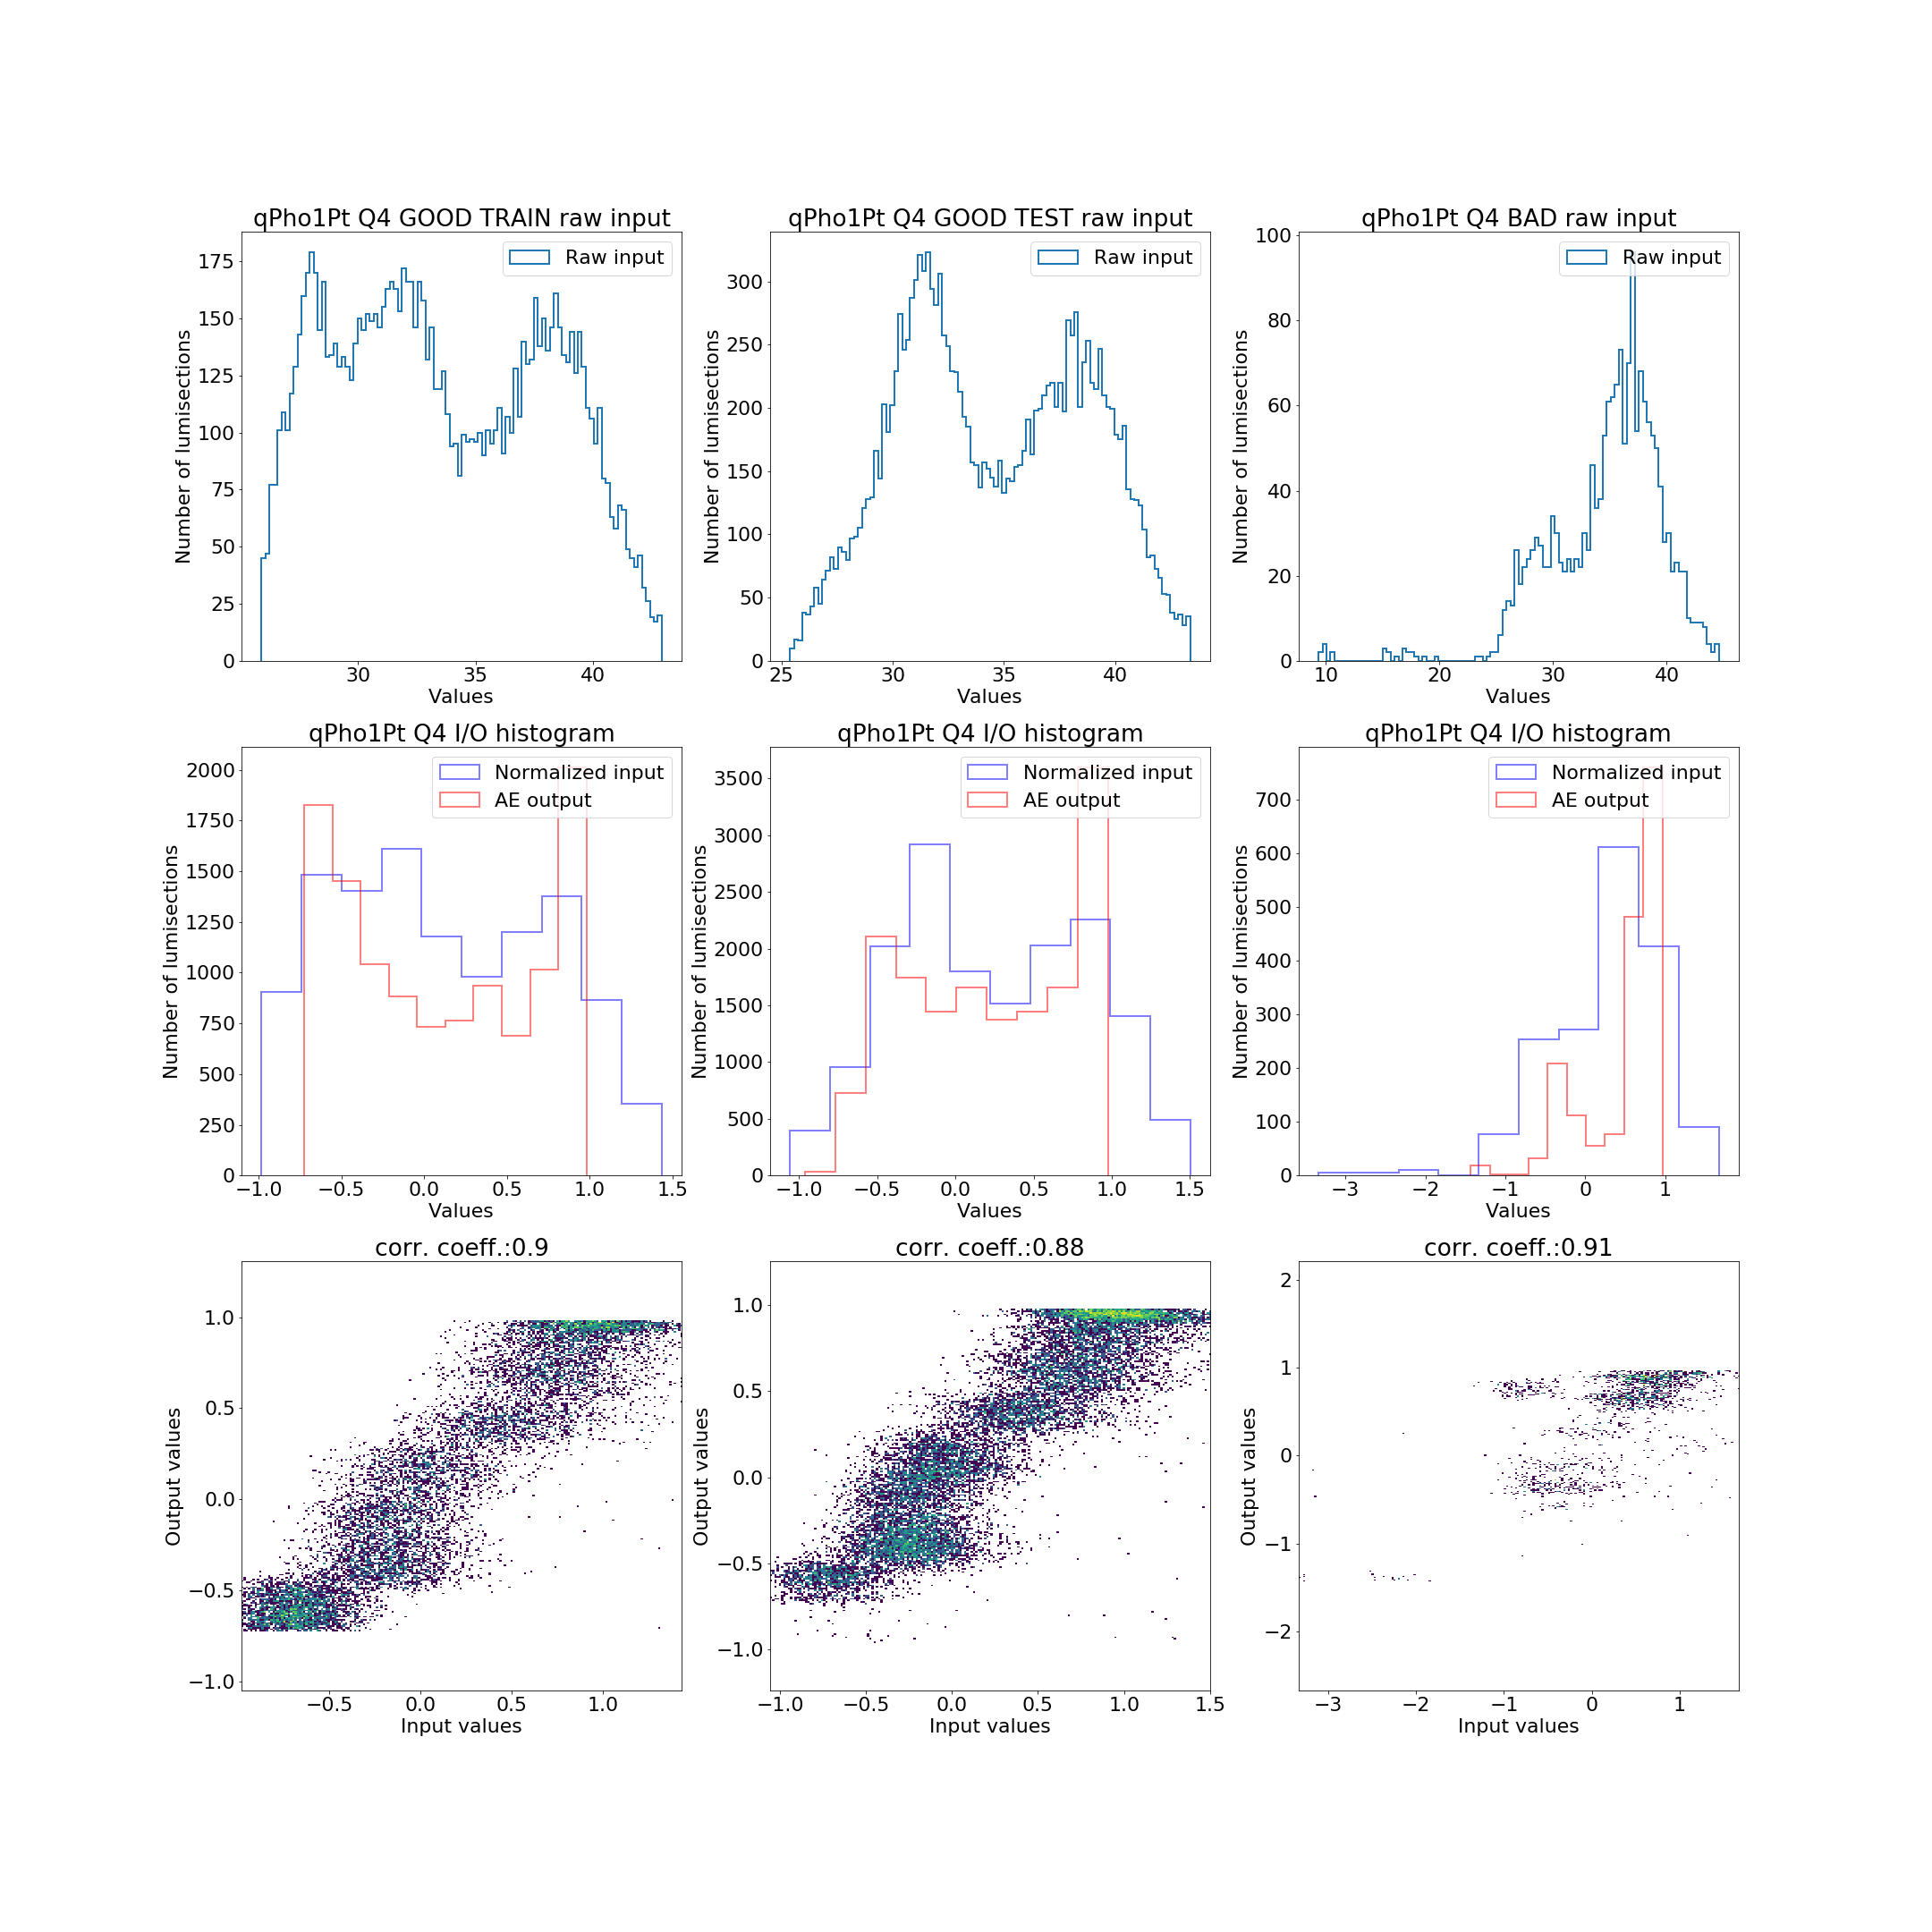 qPho1Pt Q4 GOOD TRAIN raw input
Raw input
175
150
125
100
75
50
25
0
Number of lumisections
30 35 40
Values
qPho1Pt Q4 GOOD TEST raw input
Raw input
300
250
200
150
100
50
0
Number of lumisections
25 30 35 40
Values
qPho1Pt Q4 BAD raw input
Raw input
100
80
60
40
20
0
Number of lumisections
10 20 30 40
Values
qPho1Pt Q4 I/O histogram
Normalized input
AE output
2000
1750
1500
1250
1000
750
500
250
0
Number of lumisections
−1.0 −0.5 0.0 0.5 1.0 1.5
Values
qPho1Pt Q4 I/O histogram
Normalized input
AE output
3500
3000
2500
2000
1500
1000
500
0
Number of lumisections
−1.0 −0.5 0.0 0.5 1.0 1.5
Values
qPho1Pt Q4 I/O histogram
Normalized input
AE output
700
600
500
400
300
200
100
0
Number of lumisections
−3 −2 −1 0 1
Values
corr. coeff.:0.9
1.0
0.5
0.0
−0.5
−1.0
Output values
−0.5 0.0 0.5 1.0
Input values
corr. coeff.:0.88
1.0
0.5
0.0
−0.5
−1.0
Output values
−1.0 −0.5 0.0 0.5 1.0 1.5
Input values
corr. coeff.:0.91
2
1
0
−1
−2
Output values
−3 −2 −1 0 1
Input values